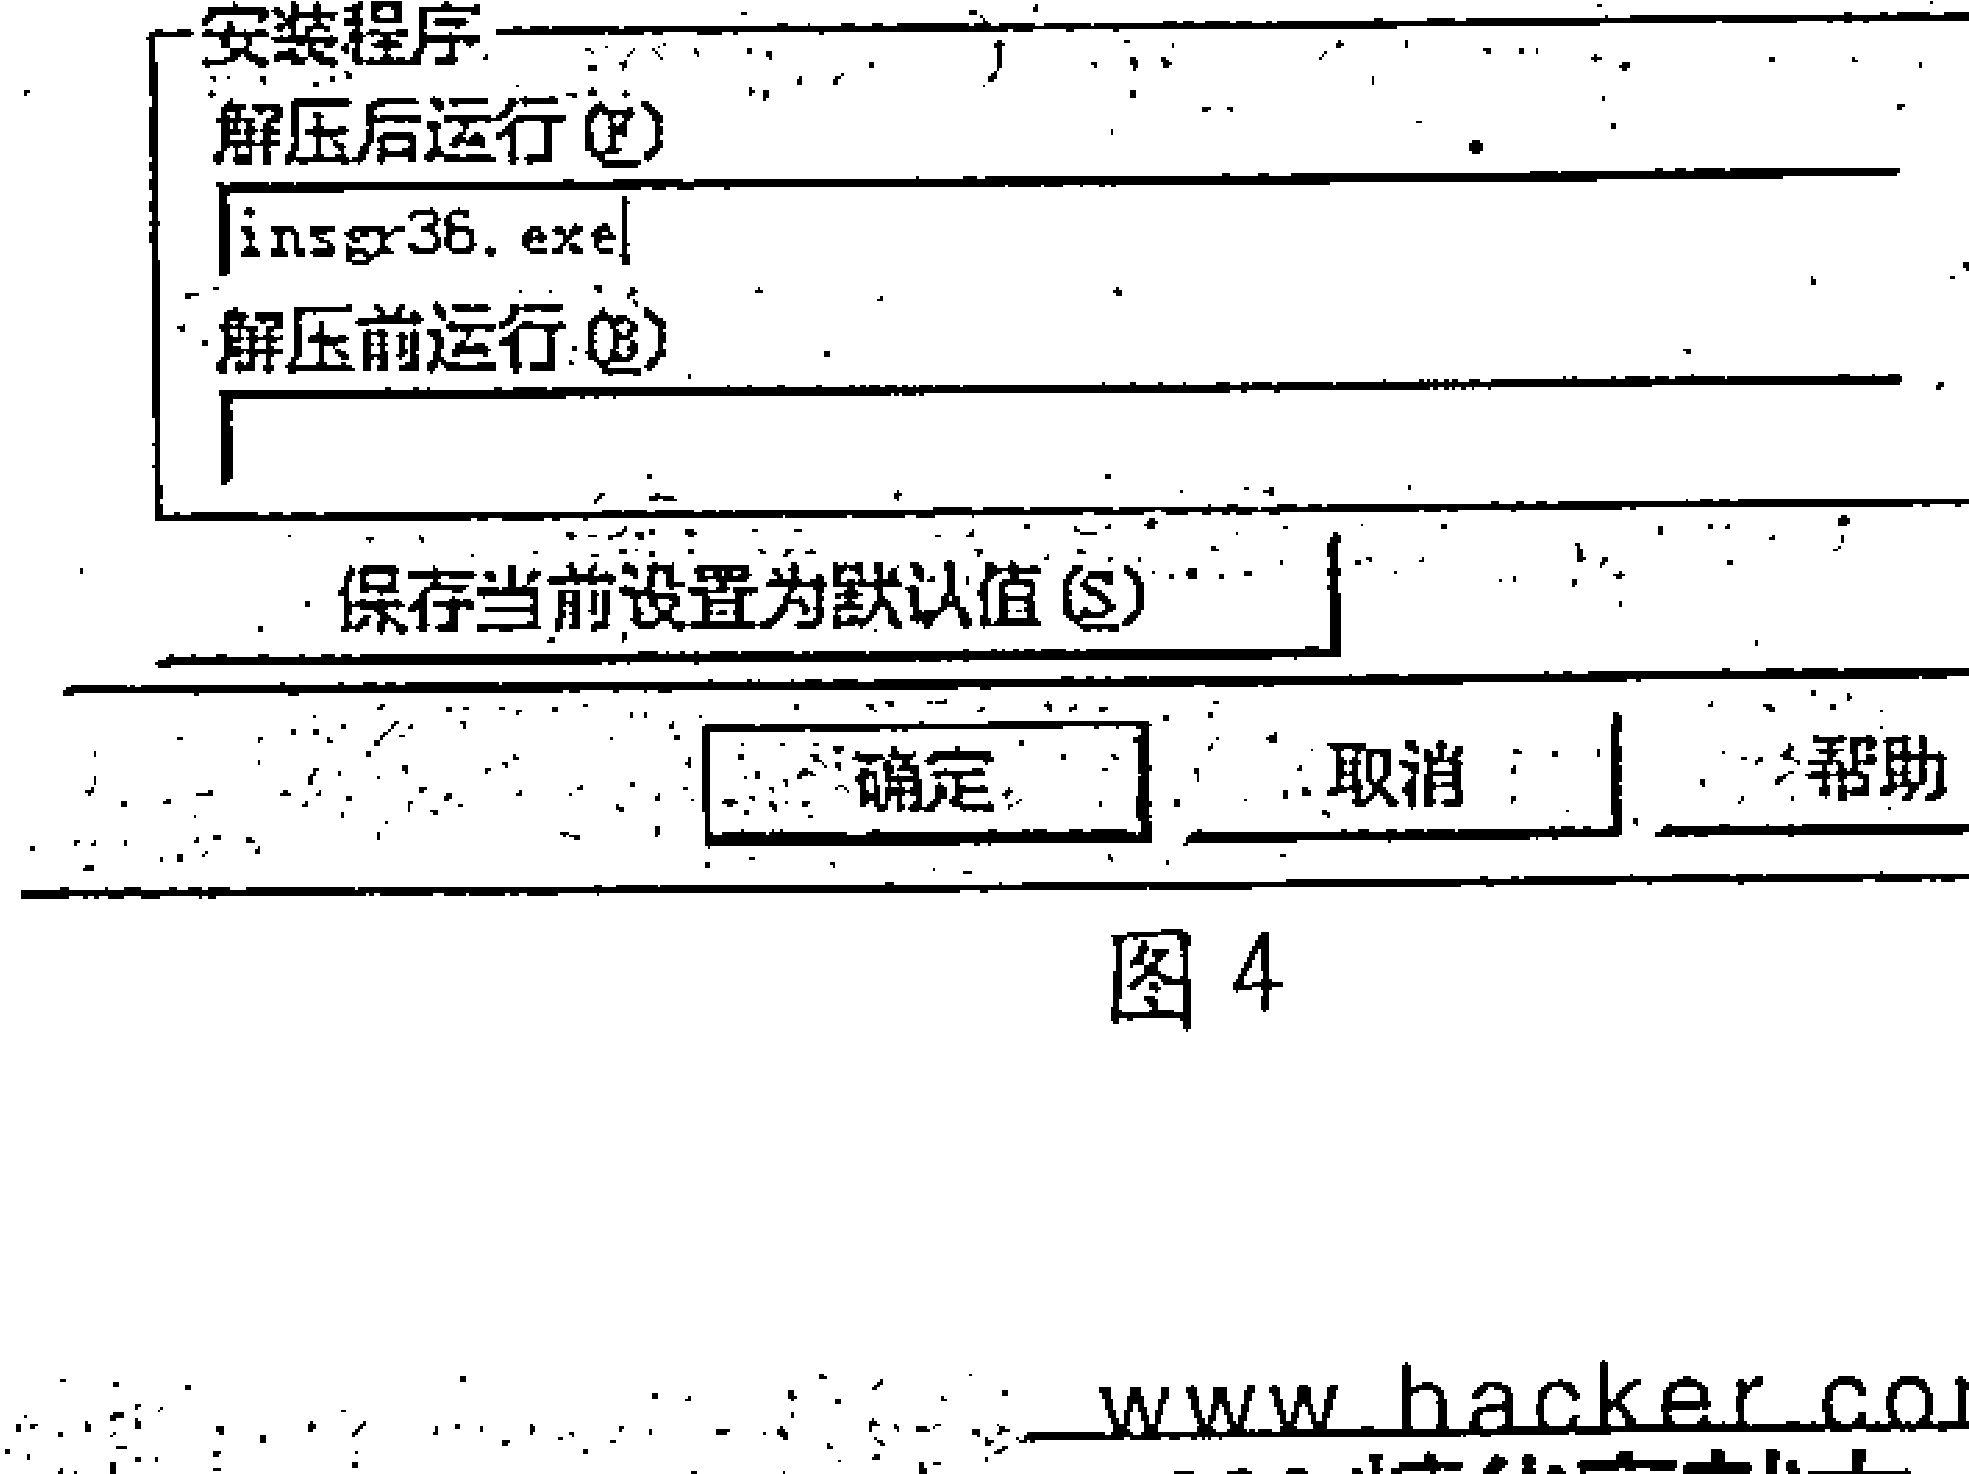 安装程序
解压后运行(F)
insgr36.exe
解压前运行(B)
保存当前设置为默认值(S)
确定 取消 帮助
图 4
www.hacker.co